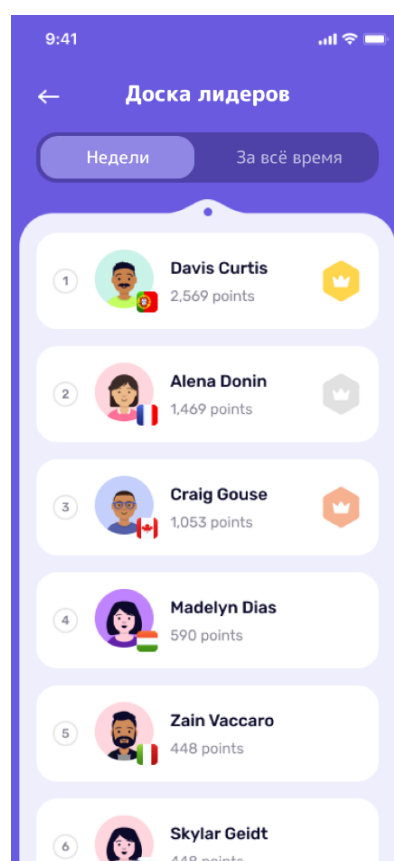 9:41
Доска лидеров
Недели
За всё время
1
Davis Curtis
2,569 points
2
Alena Donin
1,469 points
3
Craig Gouse
1,053 points
4
Madelyn Dias
590 points
5
Zain Vaccaro
448 points
6
Skylar Geidt
448 points